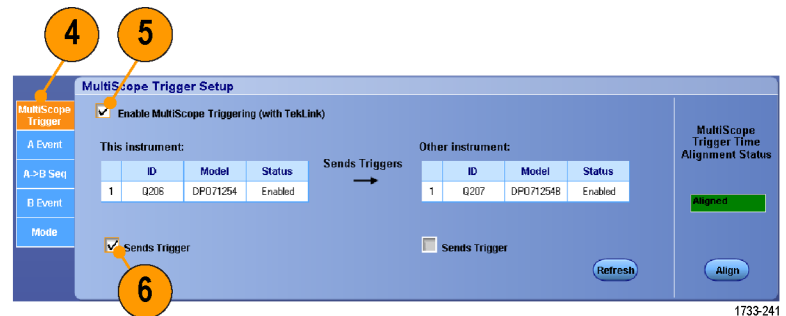 4
5
MultiScope Trigger Setup
MultiScope
Trigger
Enable MultiScope Triggering (with TekLink)
MultiScope
Trigger Time
Alignment Status
A Event
This instrument:
Sends Triggers
Other instrument:
ID Model Status
ID Model Status
A->B Seq
1 Q206 DPO71254 Enabled
1 Q207 DPO71254B Enabled
B Event
Aligned
Mode
Sends Trigger
Sends Trigger
Refresh
Align
6
1733-241